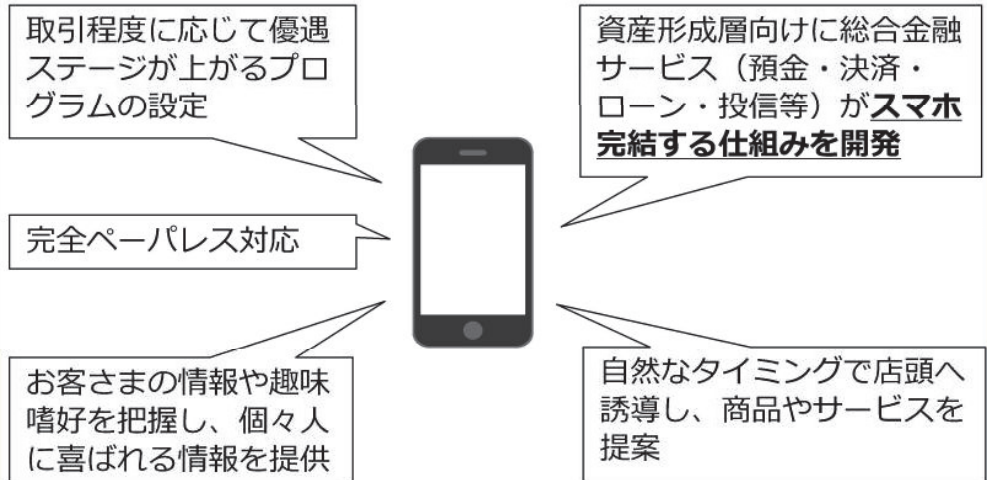 取引程度に応じて優遇
ステージが上がるプロ
グラムの設定
資産形成層向けに総合金融
サービス（預金・決済・
ローン・投信等）がスマホ
完結する仕組みを開発
完全ペーパレス対応
お客さまの情報や趣味
嗜好を把握し、個々人
に喜ばれる情報を提供
自然なタイミングで店頭へ
誘導し、商品やサービスを
提案